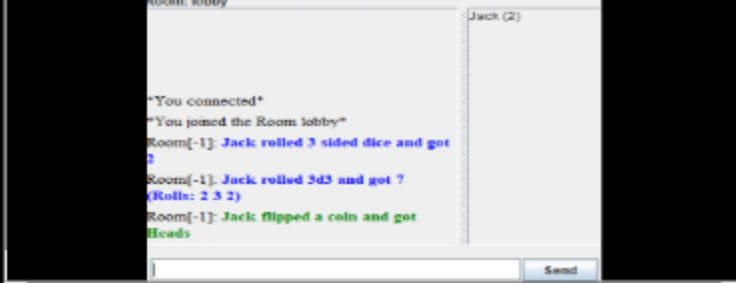 Room: lobby
Jack (2)
*You connected*
*You joined the Room lobby*
Room[-1]: Jack rolled 3 sided dice and got
2
Room[-1]: Jack rolled 3d3 and got 7
(Rolls: 2 3 2)
Room[-1]: Jack flipped a coin and got
Heads
Send